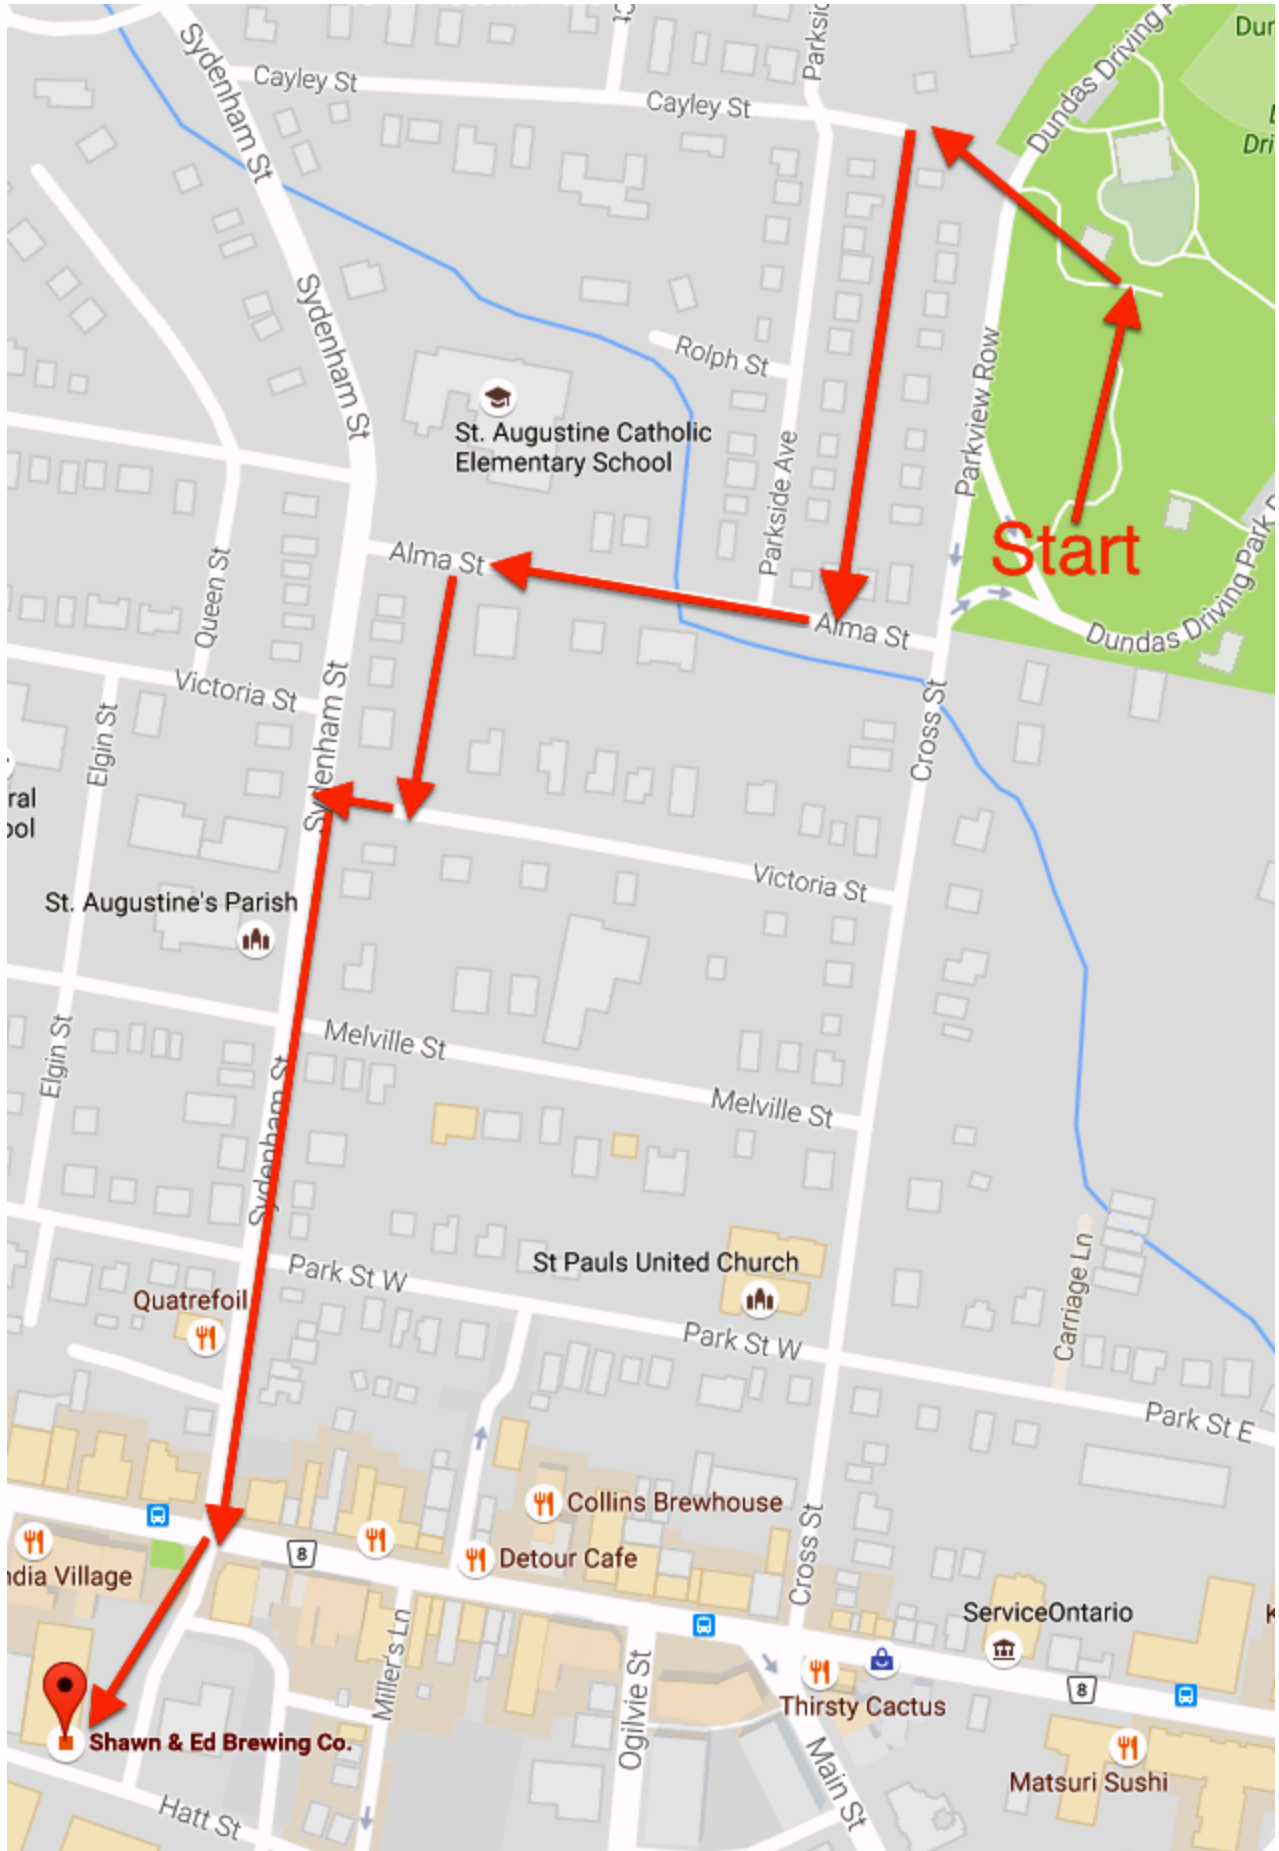 Sydenham St
Cayley St
Cayley St
Dundas Driving
Sydenham St
Rolph St
Parkview Row
St. Augustine Catholic
Elementary School
Parkside Ave
Start
Alma St
Alma St
Dundas Driving Park
Queen St
Victoria St
Sydenham St
Elgin St
Cross St
Victoria St
St. Augustine's Parish
Elgin St
Melville St
Melville St
Sydenham St
St Pauls United Church
Park St W
Quatrefoil
Park St W
Carriage Ln
Park St E
Collins Brewhouse
Detour Cafe
8
Cross St
ndia Village
ServiceOntario
Miller's Ln
Ogilvie St
8
Thirsty Cactus
Shawn & Ed Brewing Co.
Main St
Matsuri Sushi
Hatt St